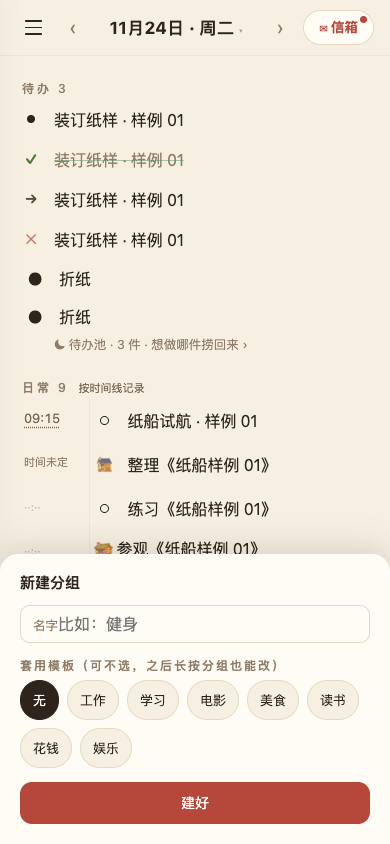 11月24日 · 周二
信箱
待办 3
装订纸样 · 样例 01
装订纸样 · 样例 01
装订纸样 · 样例 01
装订纸样 · 样例 01
折纸
折纸
待办池 · 3 件 · 想做哪件捞回来 ›
日常 9 按时间线记录
09:15 纸船试航 · 样例 01
时间未定 整理《纸船样例 01》
--:-- 练习《纸船样例 01》
--:-- 参观《纸船样例 01》
新建分组
名字比如：健身
套用模板（可不选，之后长按分组也能改）
无 工作 学习 电影 美食 读书
花钱 娱乐
建好